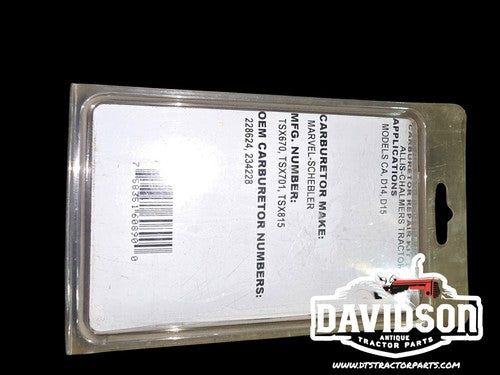 CARBURETOR REPAIR KIT
APPLICATIONS
ALLIS-CHALMERS TRACTOR
MODELS CA, D14, D15
CARBURETOR MAKE:
MARVEL-SCHEBLER
MFG. NUMBER:
TSX670, TSX701, TSX815
OEM CARBURETOR NUMBERS:
228624, 234228
DAVIDSON
ANTIQUE
TRACTOR PARTS
WWW.DTSTRACTORPARTS.COM